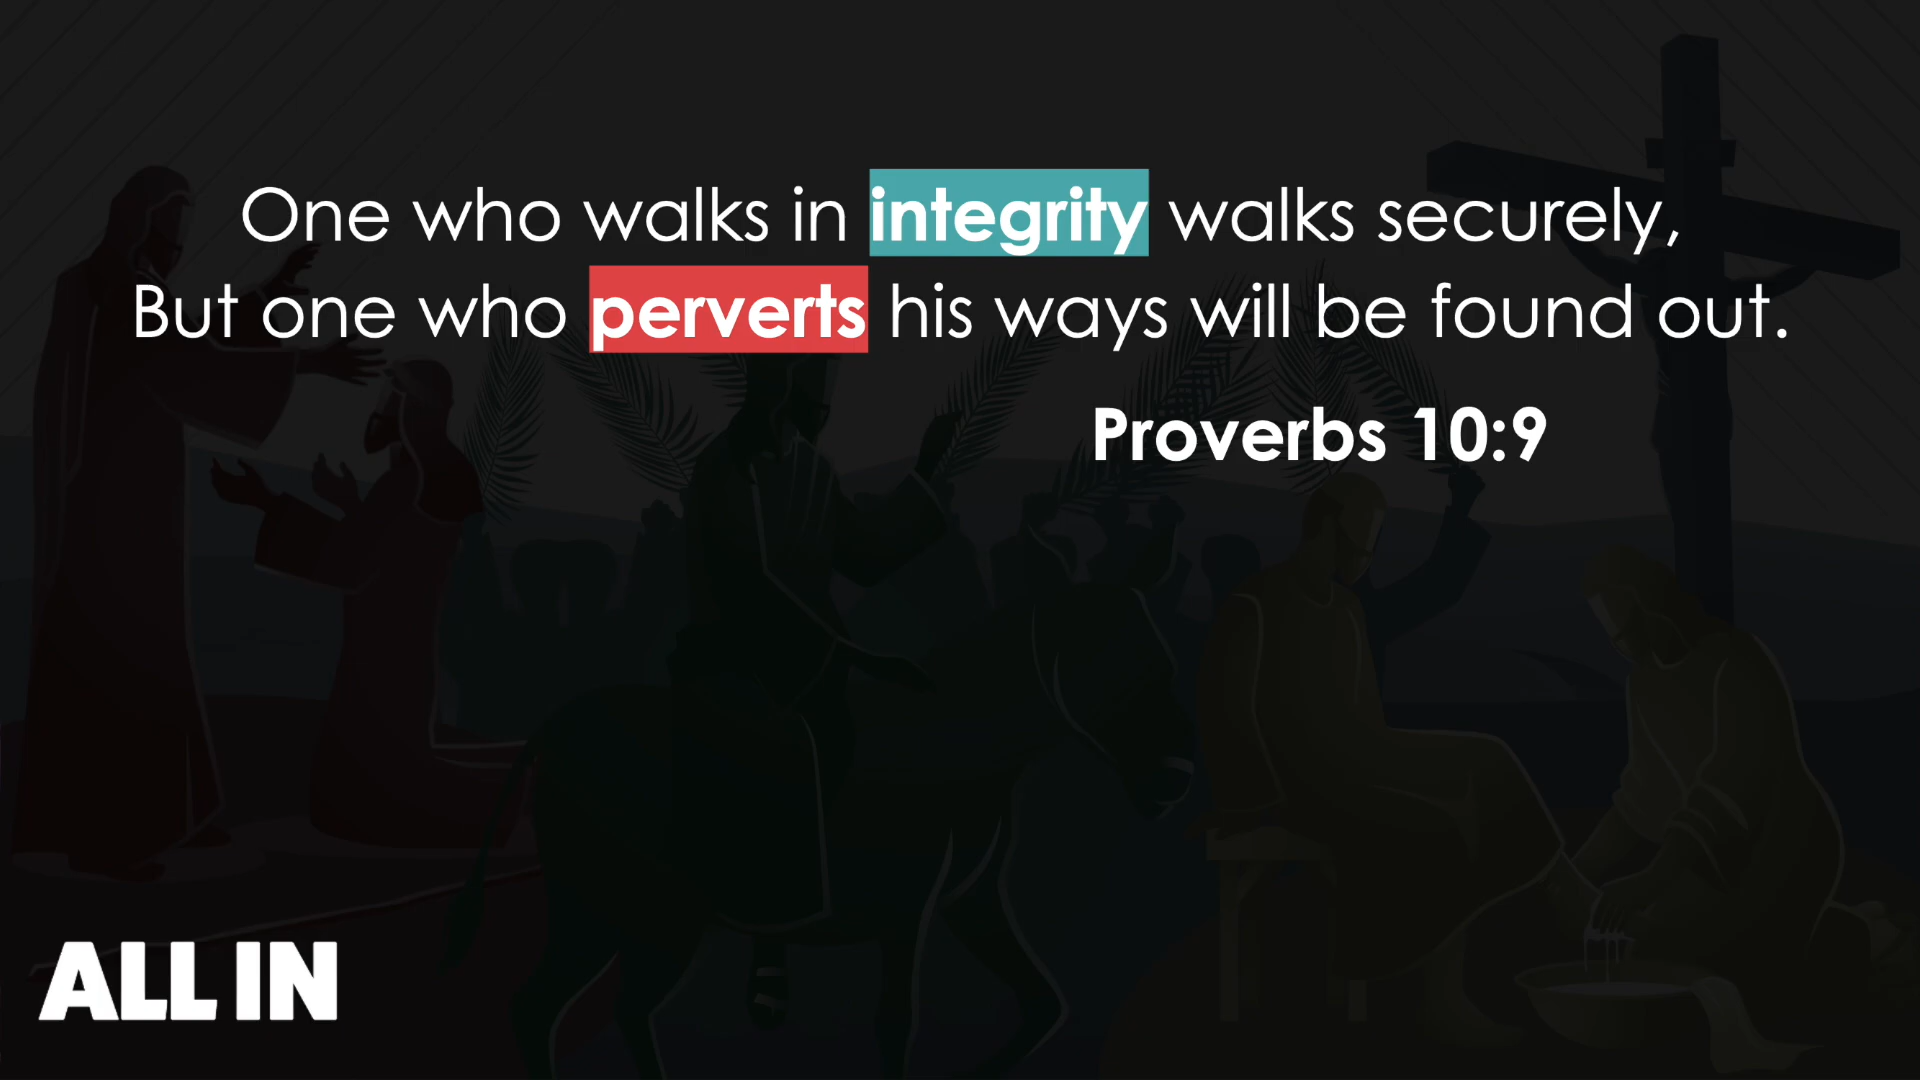 One who walks in integrity walks securely,
But one who perverts his ways will be found out.
Proverbs 10:9
ALL IN